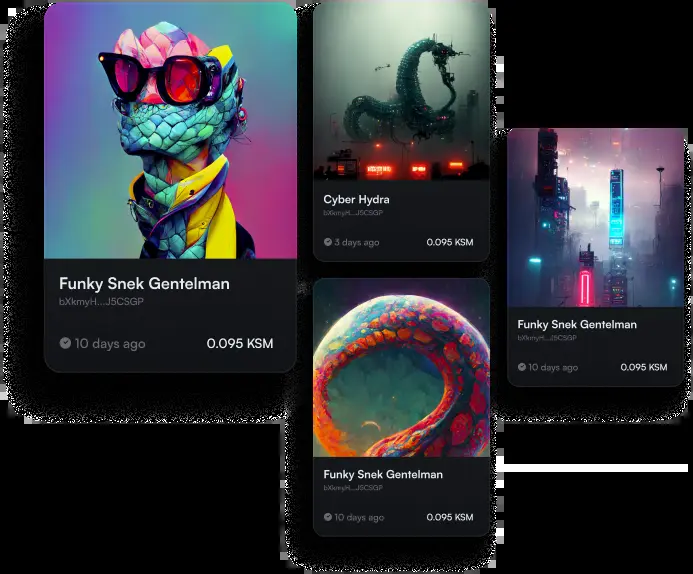 Funky Snek Gentelman
bXkmyH...J5CSGP
10 days ago
0.095 KSM
Cyber Hydra
bXkmyH...J5CSGP
3 days ago
0.095 KSM
Funky Snek Gentelman
bXkmyH...J5CSGP
10 days ago
0.095 KSM
Funky Snek Gentelman
bXkmyH...J5CSGP
10 days ago
0.095 KSM